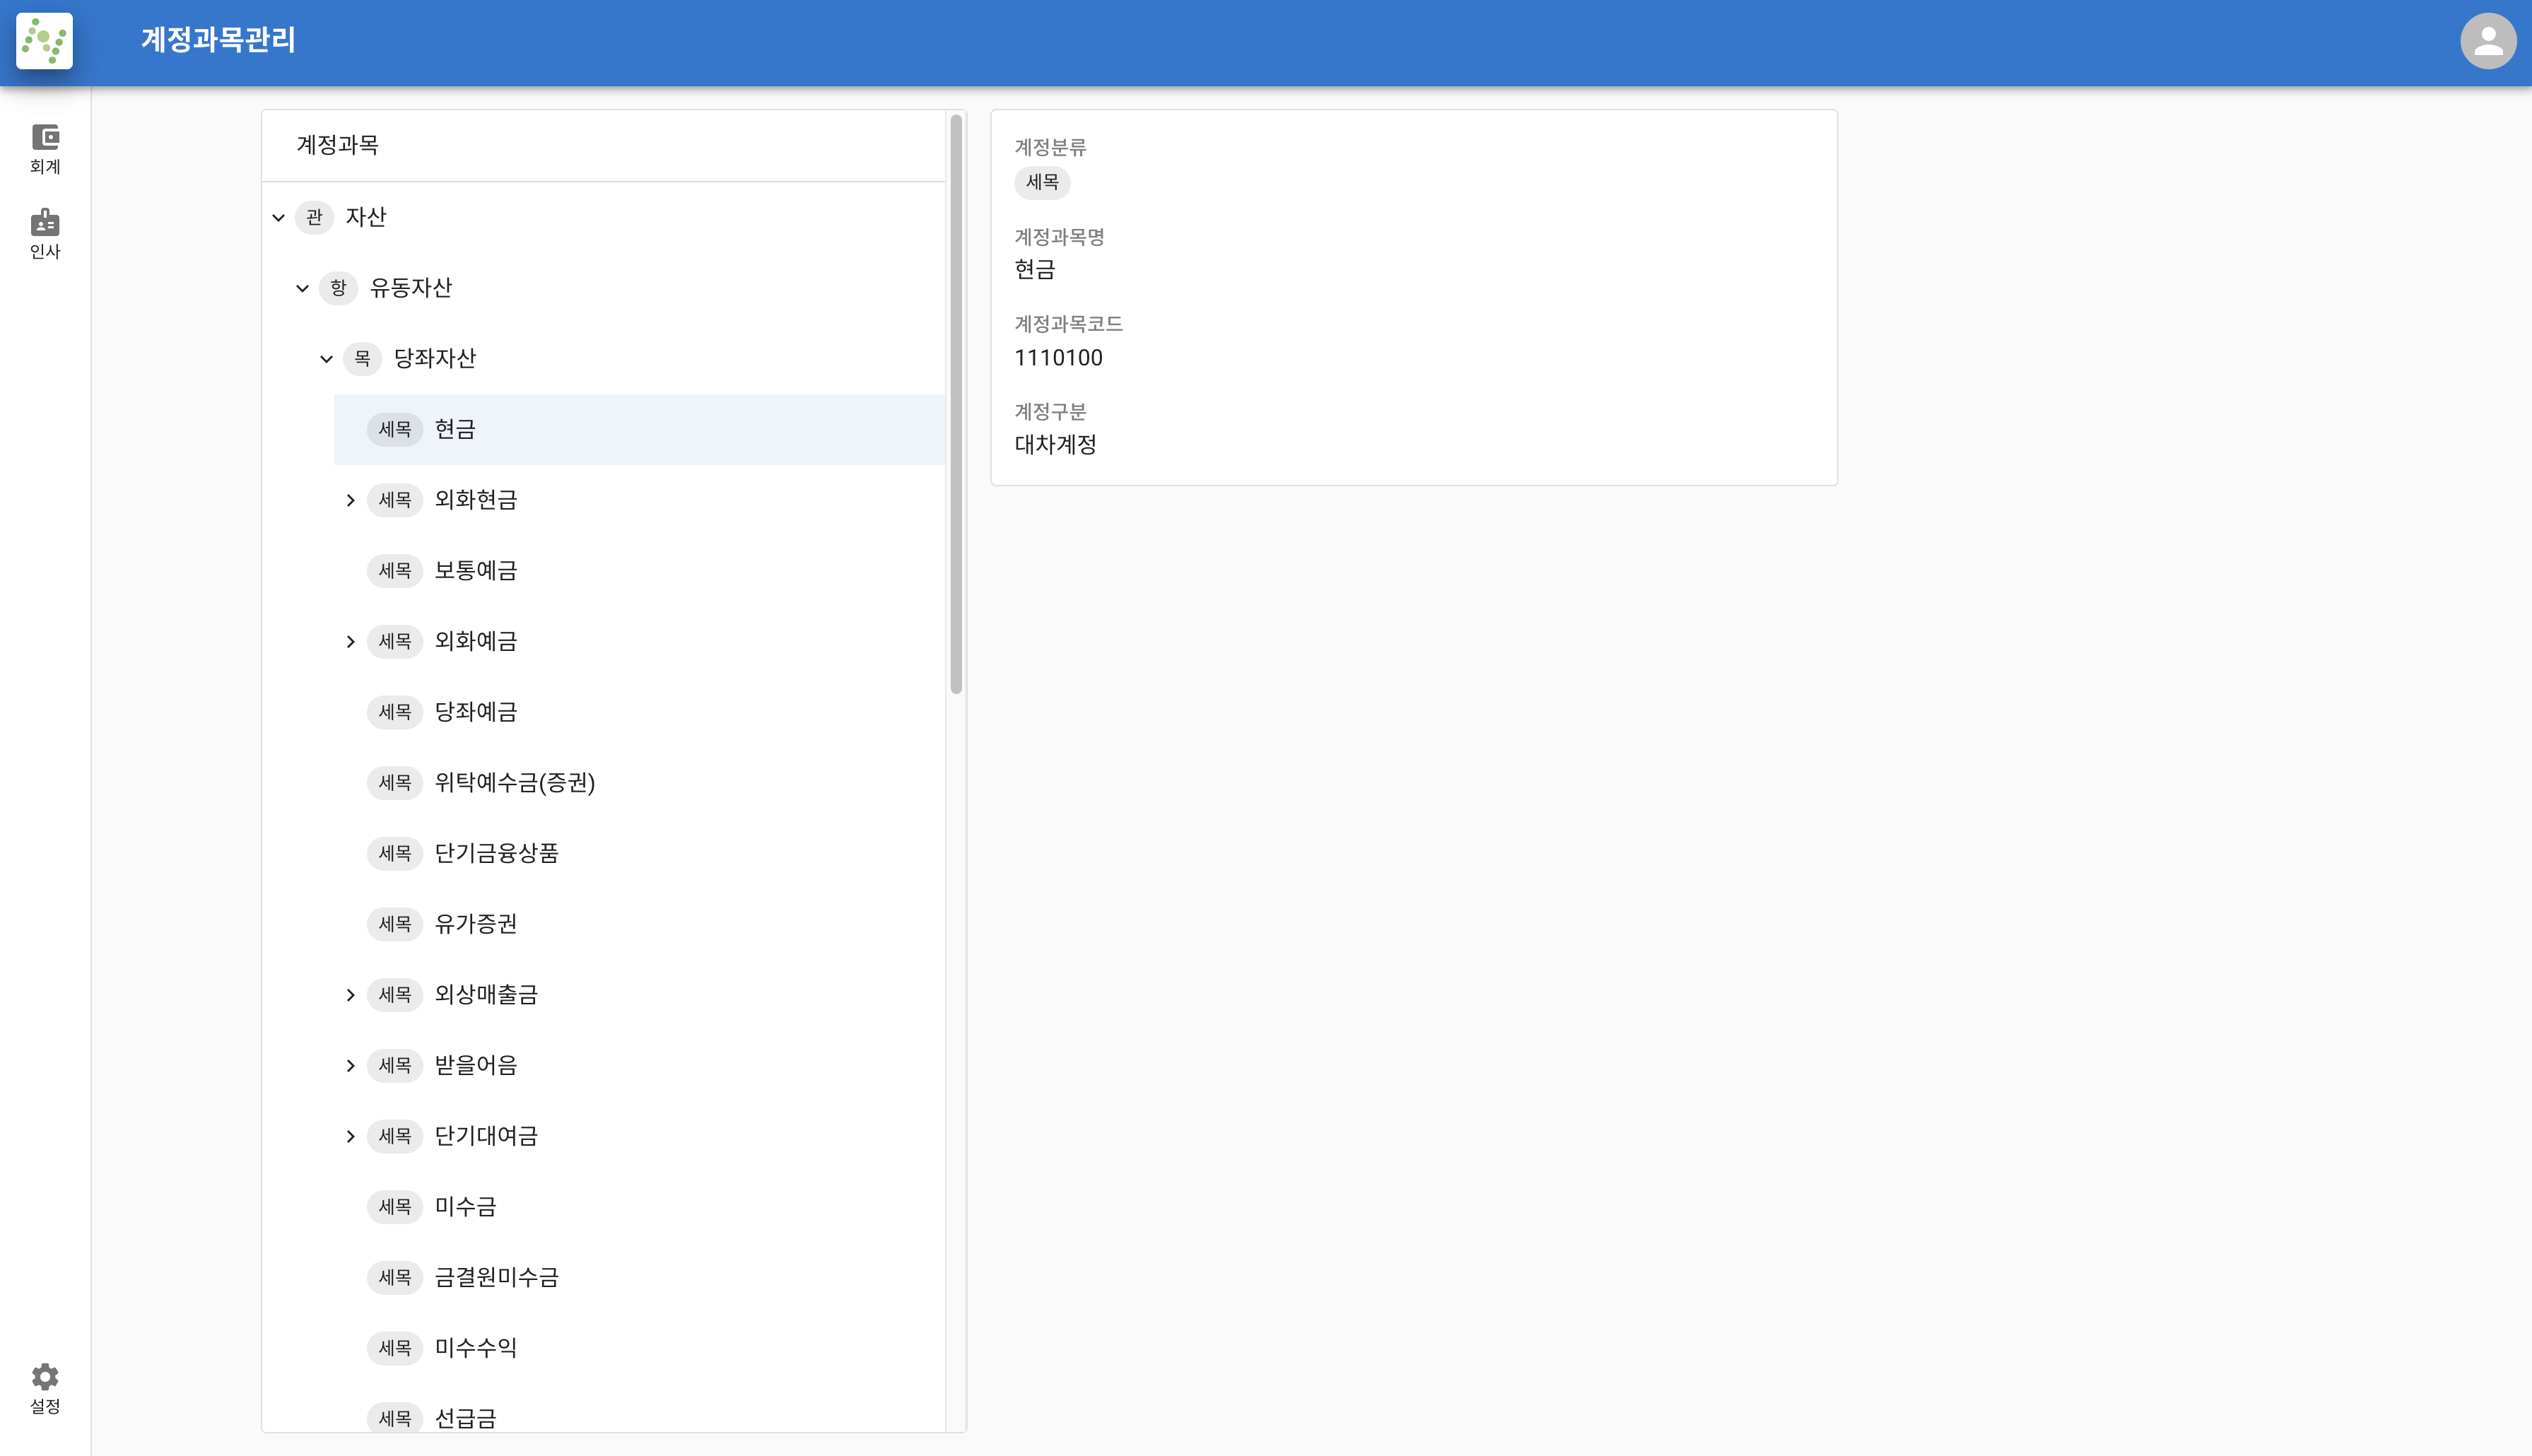 계정과목관리
회계
인사
설정
계정과목
관 자산
항 유동자산
목 당좌자산
세목 현금
세목 외화현금
세목 보통예금
세목 외화예금
세목 당좌예금
세목 위탁예수금(증권)
세목 단기금융상품
세목 유가증권
세목 외상매출금
세목 받을어음
세목 단기대여금
세목 미수금
세목 금결원미수금
세목 미수수익
세목 선급금
계정분류
세목
계정과목명
현금
계정과목코드
1110100
계정구분
대차계정